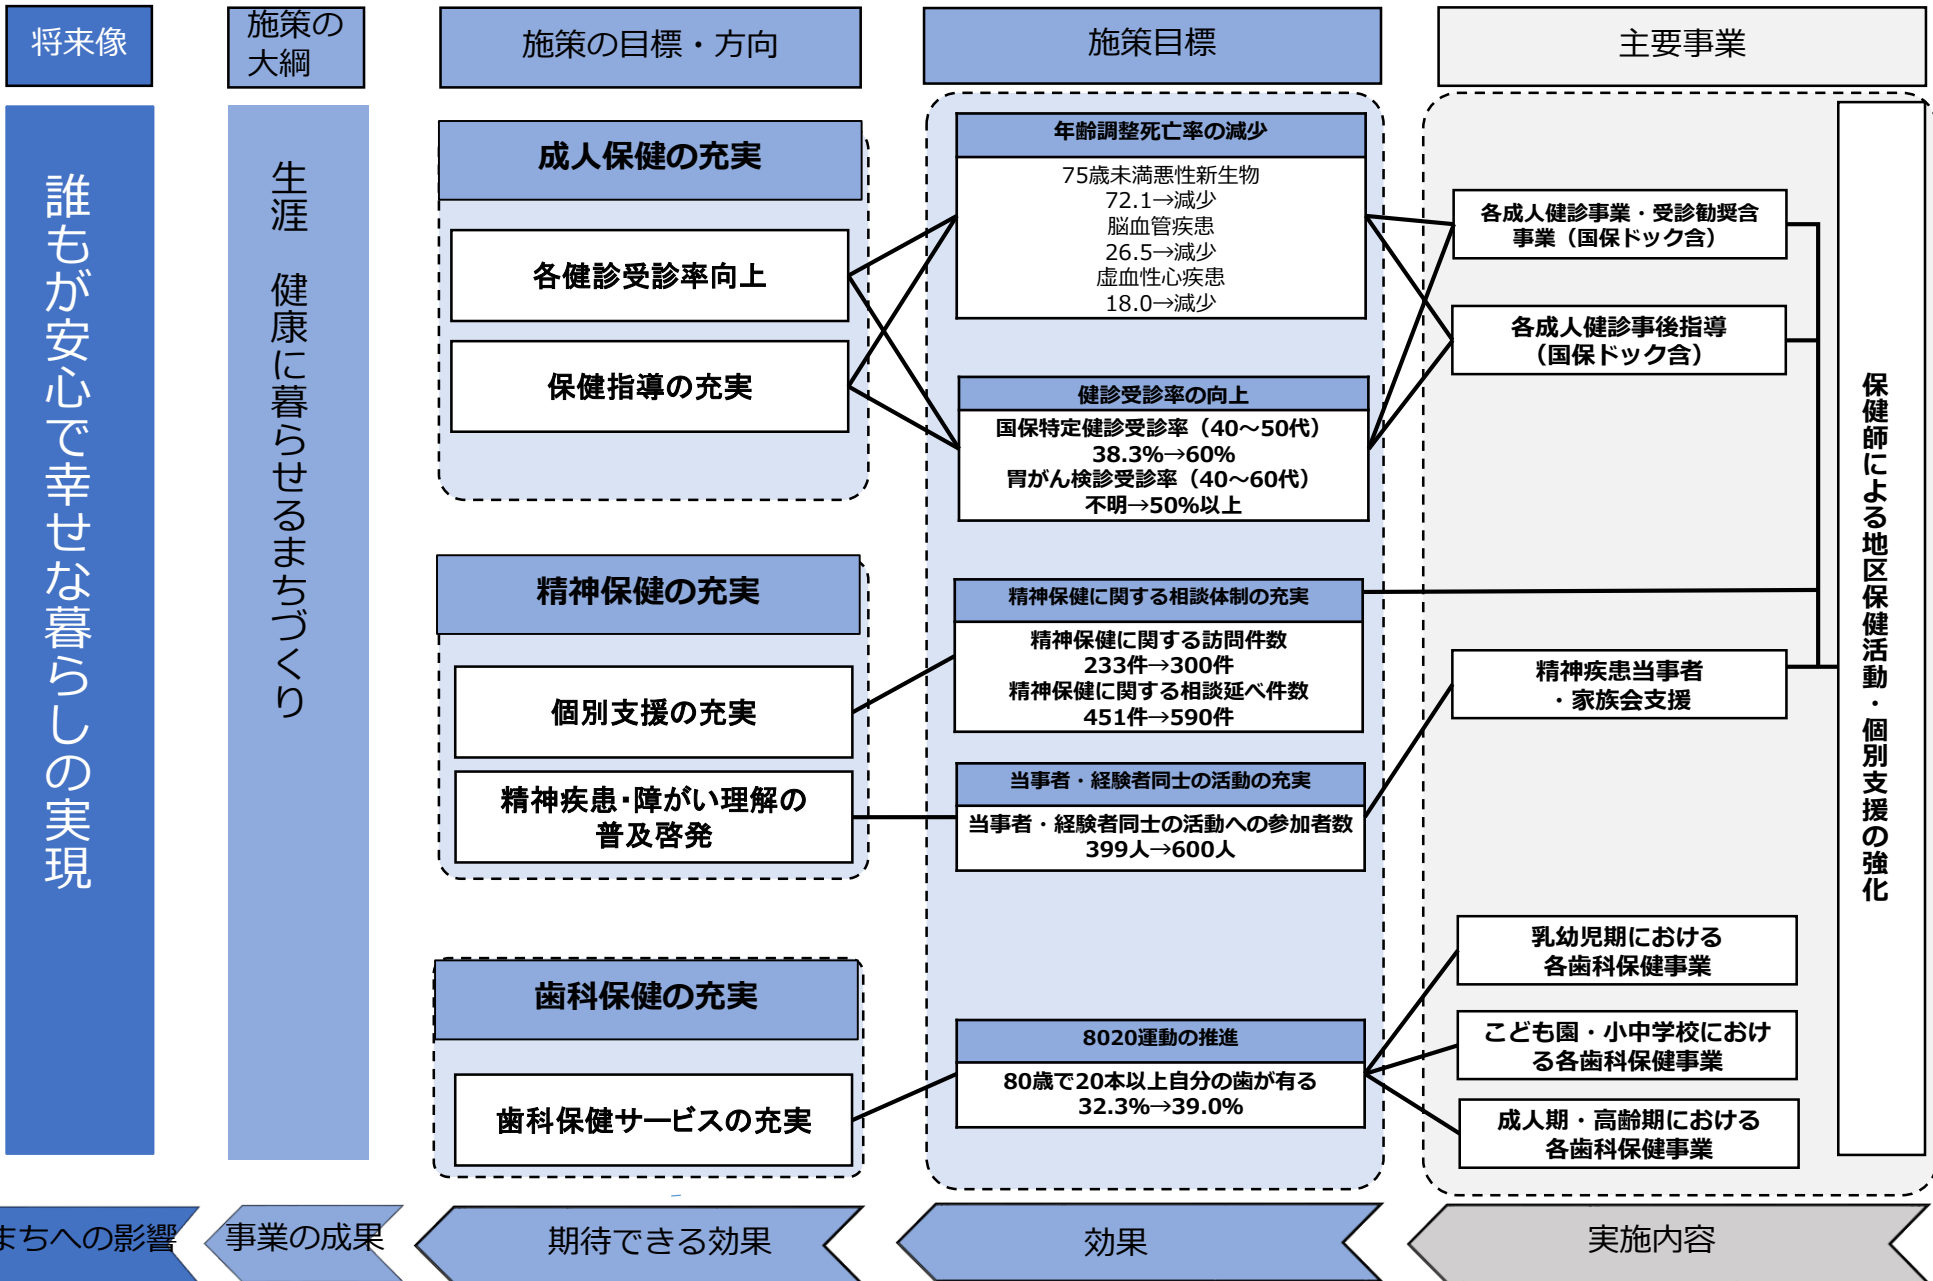 将来像
施策の
大綱
施策の目標・方向
施策目標
主要事業
誰もが安心で幸せな暮らしの実現
生涯　健康に暮らせるまちづくり
成人保健の充実
各健診受診率向上
保健指導の充実
精神保健の充実
個別支援の充実
精神疾患・障がい理解の
普及啓発
歯科保健の充実
歯科保健サービスの充実
年齢調整死亡率の減少
75歳未満悪性新生物
72.1→減少
脳血管疾患
26.5→減少
虚血性心疾患
18.0→減少
健診受診率の向上
国保特定健診受診率（40～50代）
38.3%→60%
胃がん検診受診率（40～60代）
不明→50%以上
精神保健に関する相談体制の充実
精神保健に関する訪問件数
233件→300件
精神保健に関する相談延べ件数
451件→590件
当事者・経験者同士の活動の充実
当事者・経験者同士の活動への参加者数
399人→600人
8020運動の推進
80歳で20本以上自分の歯が有る
32.3%→39.0%
各成人健診事業・受診勧奨含
事業（国保ドック含）
各成人健診事後指導
（国保ドック含）
精神疾患当事者
・家族会支援
乳幼児期における
各歯科保健事業
こども園・小中学校におけ
る各歯科保健事業
成人期・高齢期における
各歯科保健事業
保健師による地区保健活動・個別支援の強化
まちへの影響
事業の成果
期待できる効果
効果
実施内容